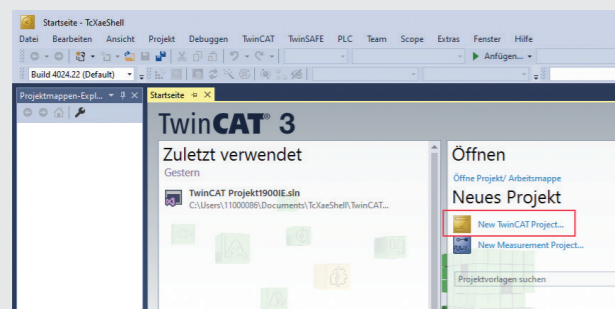 Startseite - TcXaeShell
Datei Bearbeiten Ansicht Projekt Debuggen TwinCAT TwinSAFE PLC Team Scope Extras Fenster Hilfe
Anfügen...
Build 4024.22 (Default)
Projektmappen-Expl...
Startseite
TwinCAT® 3
Zuletzt verwendet
Gestern
TwinCAT Projekt1900IE.sln
C:\Users\11000086\Documents\TcXaeShell\TwinCAT...
Öffnen
Öffne Projekt/ Arbeitsmappe
Neues Projekt
New TwinCAT Project...
New Measurement Project...
Projektvorlagen suchen